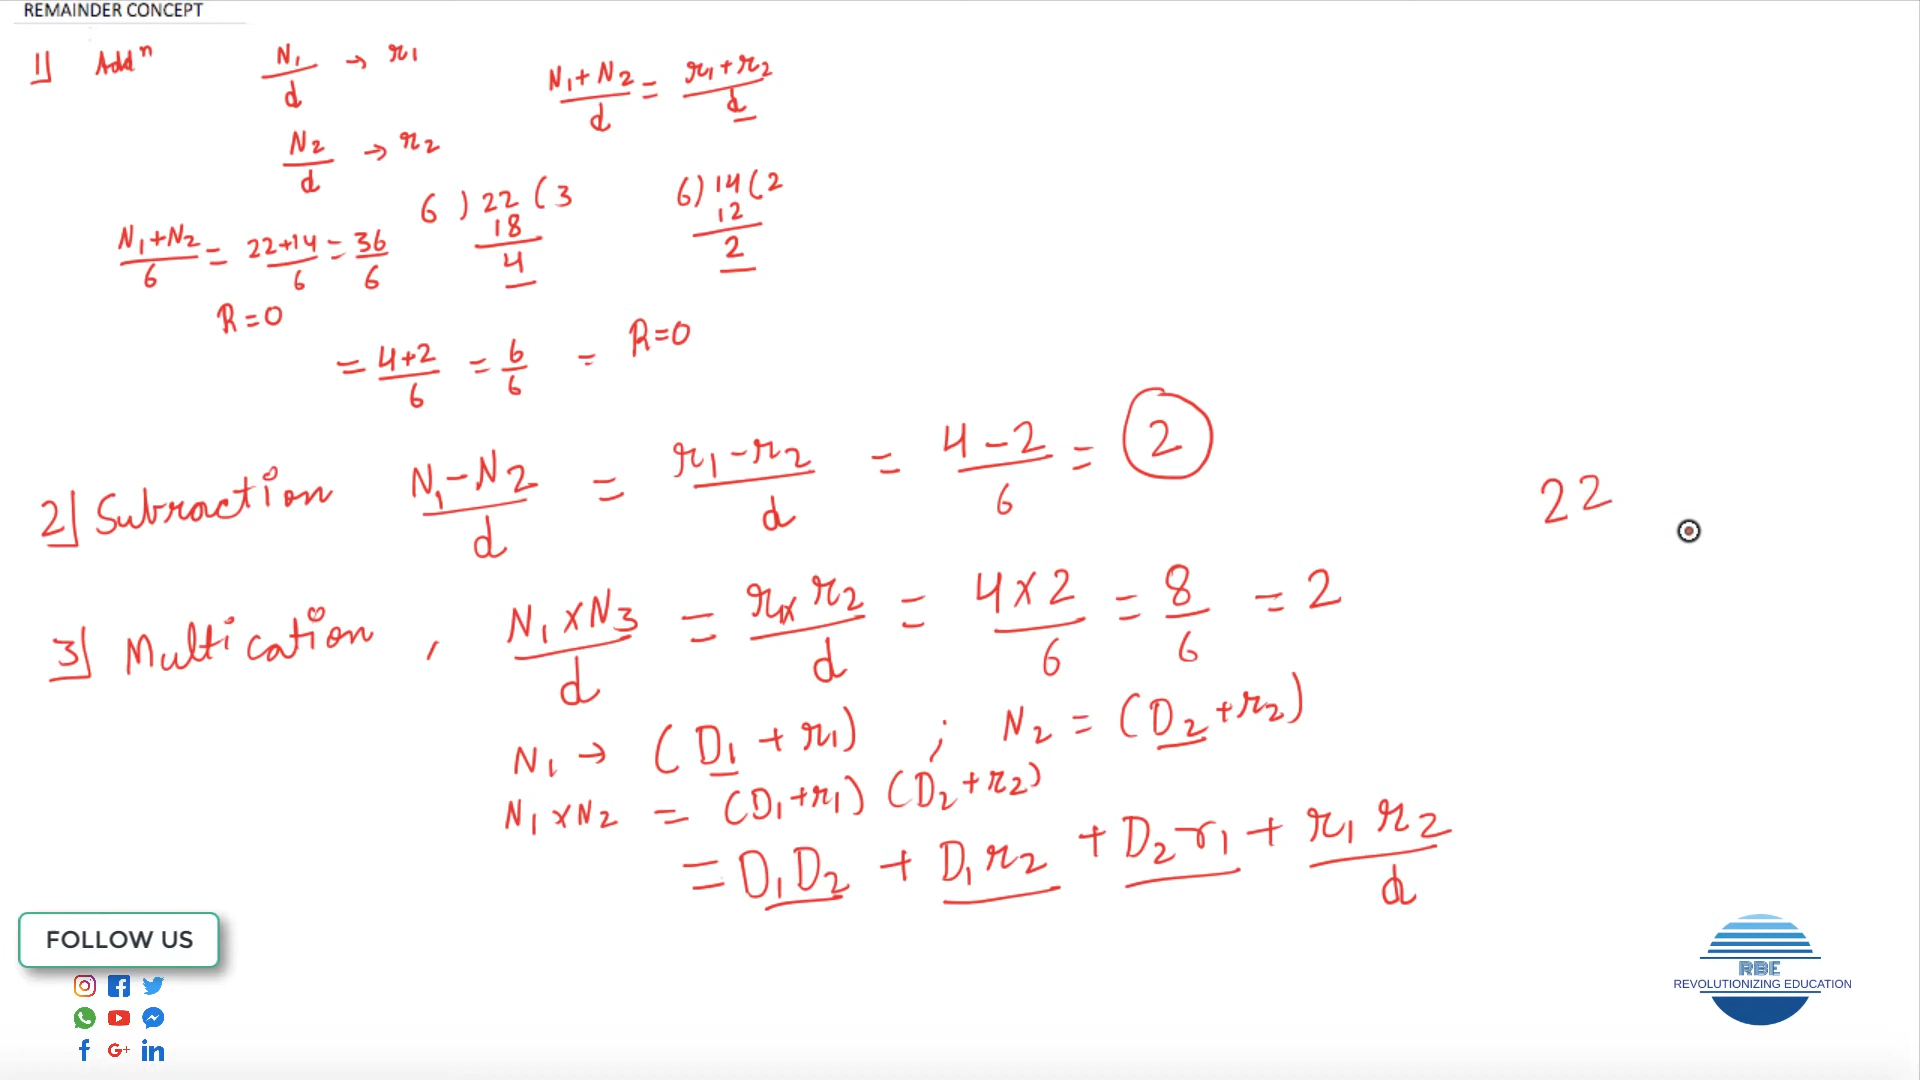 REMAINDER CONCEPT
1] Addⁿ N₁/d → r₁ (N₁+N₂)/d = (r₁+r₂)/d
N₂/d → r₂
(N₁+N₂)/6 = (22+14)/6 = 36/6 6)22(3 6)14(2
18 12
4 2
R=0
= (4+2)/6 = 6/6 = R=0
2] Subraction (N₁-N₂)/d = (r₁-r₂)/d = (4-2)/6 = 2
22
3] Multication , (N₁×N₃)/d = (r₁×r₂)/d = (4×2)/6 = 8/6 = 2
N₁ → (D₁+r₁) ; N₂ = (D₂+r₂)
N₁×N₂ = (D₁+r₁)(D₂+r₂)
= D₁D₂ + D₁r₂ + D₂r₁ + r₁r₂/d
FOLLOW US
RBE
REVOLUTIONIZING EDUCATION